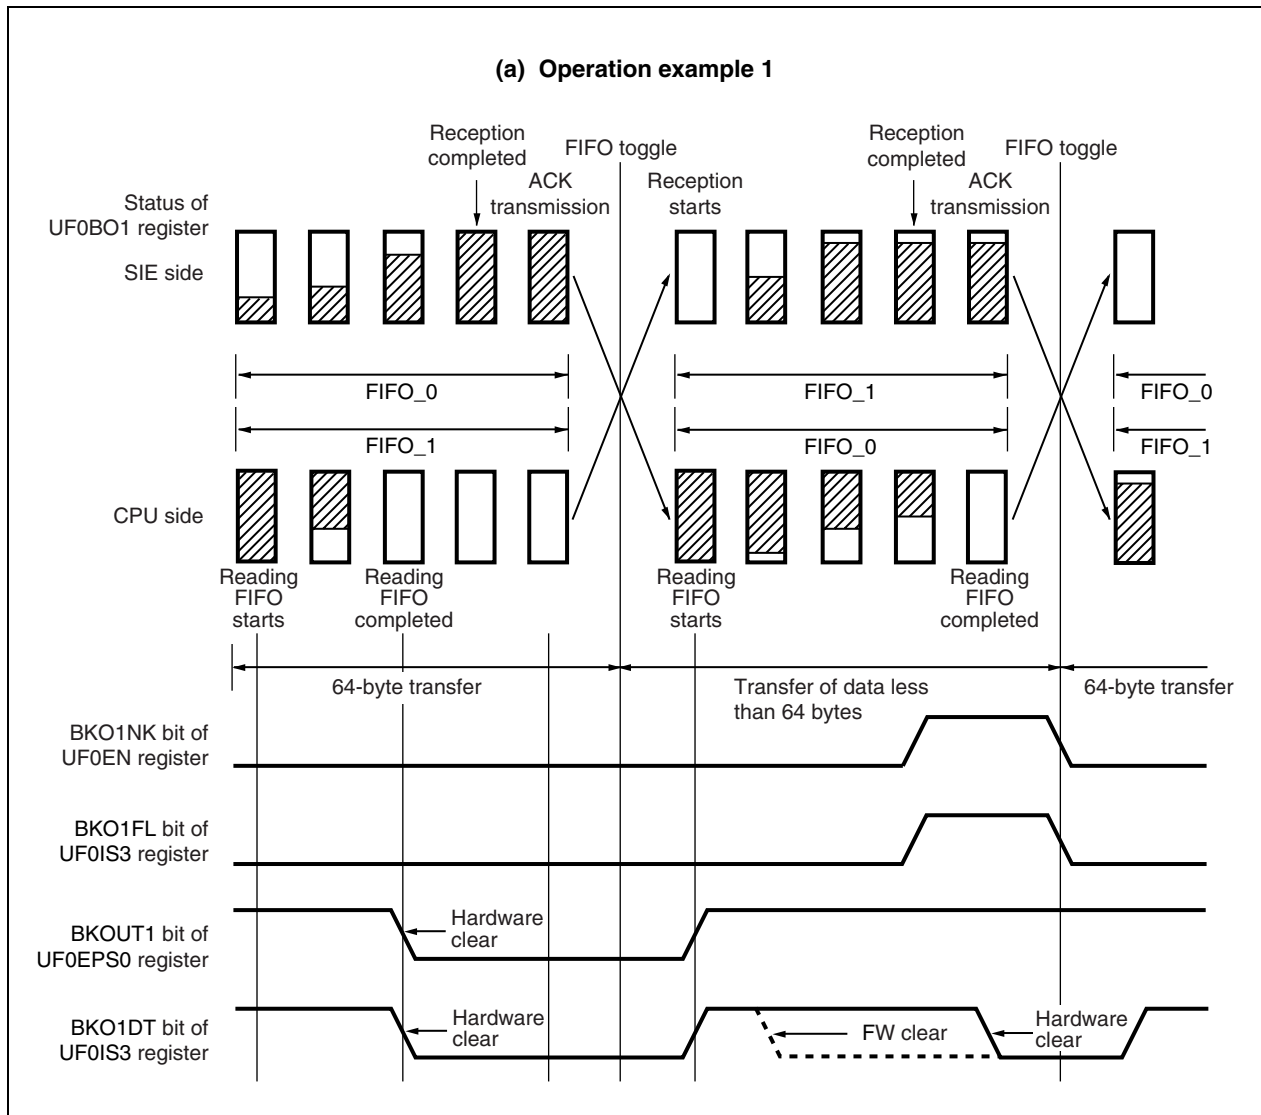 (a) Operation example 1
Reception
completed
FIFO toggle
Reception
completed
FIFO toggle
ACK
transmission
Reception
starts
ACK
transmission
Status of
UF0BO1 register
SIE side
FIFO_0
FIFO_1
FIFO_0
FIFO_1
FIFO_0
FIFO_1
CPU side
Reading
FIFO
starts
Reading
FIFO
completed
Reading
FIFO
starts
Reading
FIFO
completed
64-byte transfer
Transfer of data less
than 64 bytes
64-byte transfer
BKO1NK bit of
UF0EN register
BKO1FL bit of
UF0IS3 register
BKOUT1 bit of
UF0EPS0 register
Hardware
clear
BKO1DT bit of
UF0IS3 register
Hardware
clear
FW clear
Hardware
clear